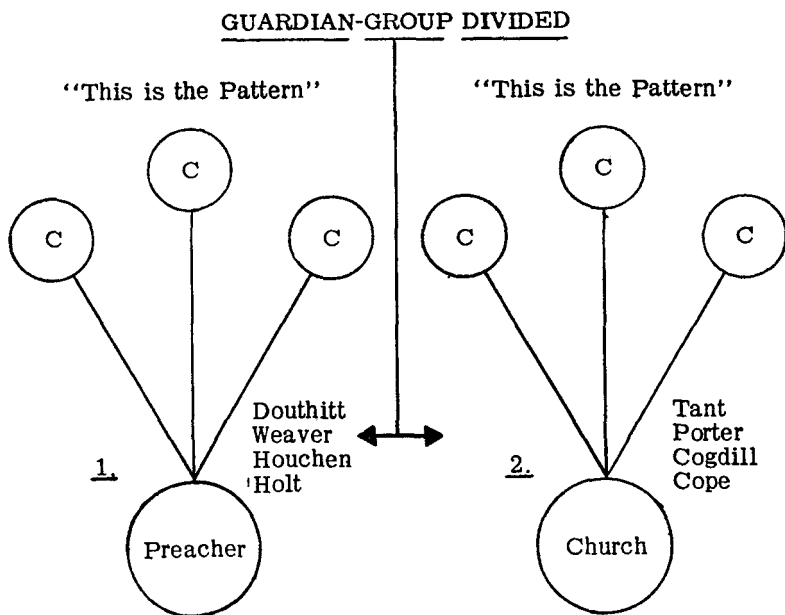 GUARDIAN-GROUP DIVIDED
"This is the Pattern"
C
C
C
Douthitt
Weaver
Houchen
Holt
1.
Preacher
"This is the Pattern"
C
C
C
Tant
Porter
Cogdill
Cope
2.
Church